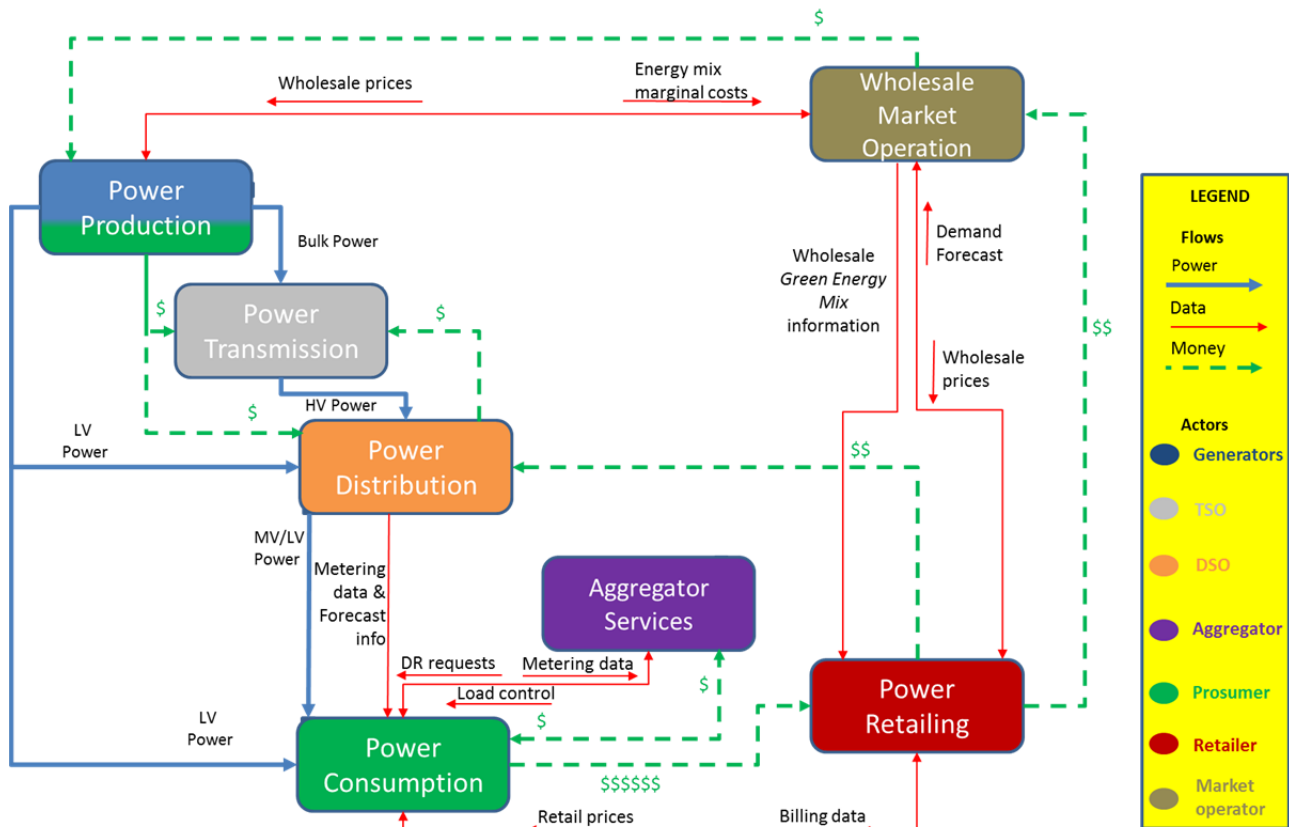 $
Wholesale prices
Energy mix
marginal costs
Wholesale
Market
Operation
Power
Production
Bulk Power
$
Power
Transmission
$
HV Power
$
LV
Power
Power
Distribution
$$
MV/LV
Power
Metering
data &
Forecast
info
Aggregator
Services
DR requests
Metering data
Load control
$
$
LV
Power
Power
Consumption
$$$$$$
Power
Retailing
Retail prices
Billing data
Wholesale
Green Energy
Mix
information
Demand
Forecast
Wholesale
prices
$$
LEGEND
Flows
Power
Data
Money
Actors
Generators
TSO
DSO
Aggregator
Prosumer
Retailer
Market
operator